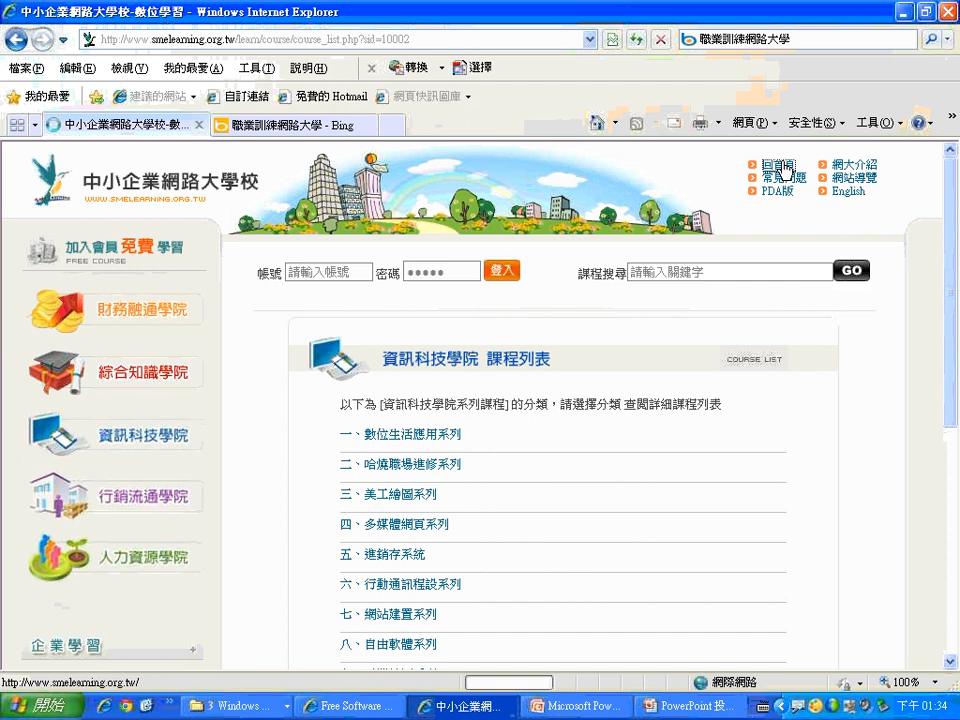 中小企業網路大學校-數位學習 - Windows Internet Explorer
http://www.smelearning.org.tw/learn/course/course_list.php?sid=10002
職業訓練網路大學
檔案(F) 編輯(E) 檢視(V) 我的最愛(A) 工具(T) 說明(H)
轉換 選擇
我的最愛 建議的網站 自訂連結 免費的 Hotmail 網頁快訊圖庫
中小企業網路大學校-數... 職業訓練網路大學 - Bing
網頁(P) 安全性(S) 工具(O)
中小企業網路大學校
WWW.SMELEARNING.ORG.TW
回首頁 網大介紹
常見問題 網站導覽
PDA版 English
加入會員 免費 學習
FREE COURSE
帳號 請輸入帳號 密碼 ●●●●● 登入 課程搜尋 請輸入關鍵字 GO
財務融通學院
綜合知識學院
資訊科技學院
行銷流通學院
人力資源學院
企業學習
資訊科技學院 課程列表
COURSE LIST
以下為 [資訊科技學院系列課程] 的分類，請選擇分類 查閱詳細課程列表
一、數位生活應用系列
二、哈燒職場進修系列
三、美工繪圖系列
四、多媒體網頁系列
五、進銷存系統
六、行動通訊程設系列
七、網站建置系列
八、自由軟體系列
http://www.smelearning.org.tw/
網際網路 100%
開始 3 Windows ... Free Software ... 中小企業網... Microsoft Pow... PowerPoint 投... 下午 01:34